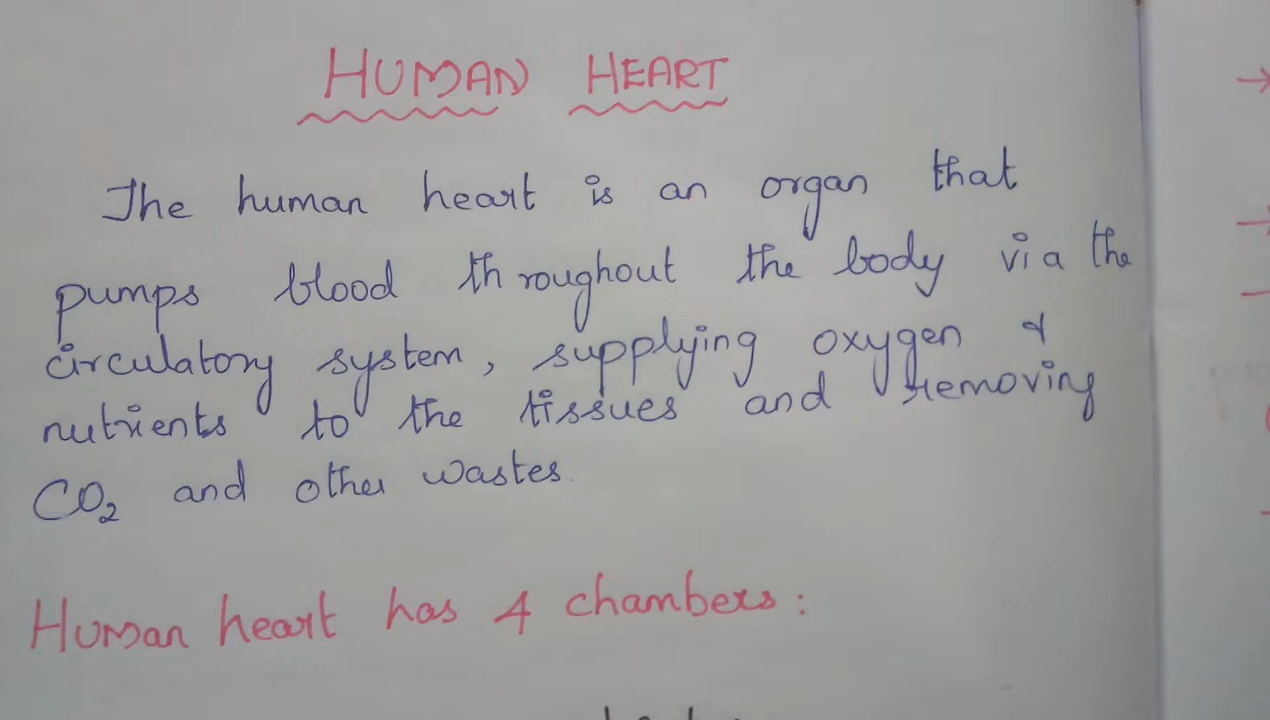 HUMAN HEART
The human heart is an organ that
pumps blood throughout the body via the
circulatory system, supplying oxygen &
nutrients to the tissues and removing
CO₂ and other wastes.
Human heart has 4 chambers: